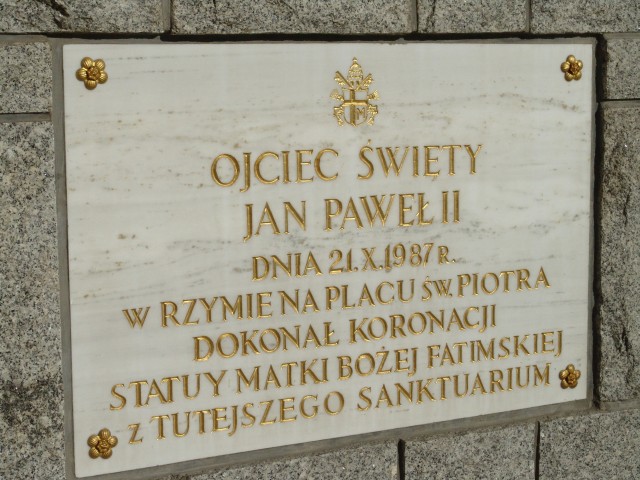 OJCIEC ŚWIĘTY
JAN PAWEŁ II
DNIA 21.X.1987 R.
W RZYMIE NA PLACU ŚW. PIOTRA
DOKONAŁ KORONACJI
STATUY MATKI BOŻEJ FATIMSKIEJ
Z TUTEJSZEGO SANKTUARIUM